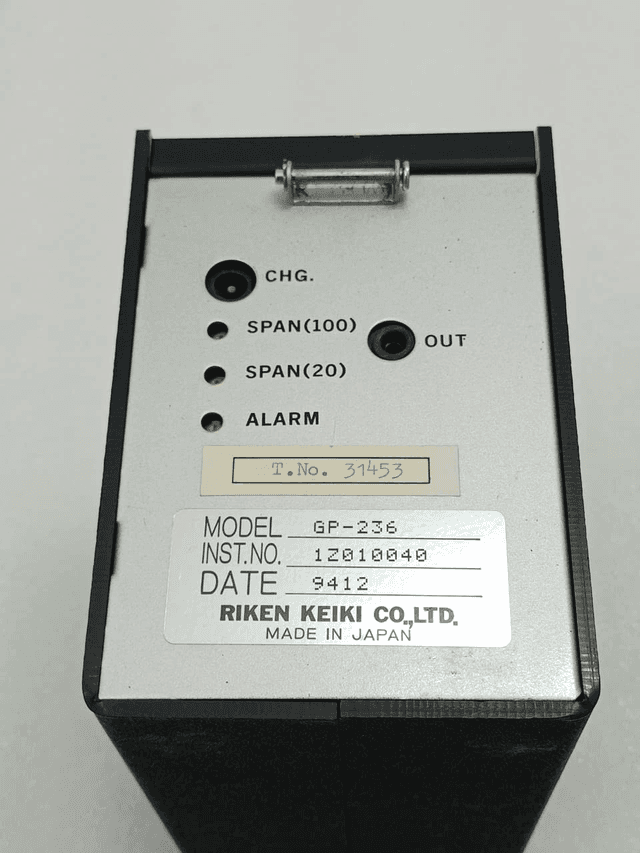 CHG.
SPAN(100)
OUT
SPAN(20)
ALARM
T.No. 31453
MODEL GP-236
INST.NO. 1Z010040
DATE 9412
RIKEN KEIKI CO.,LTD.
MADE IN JAPAN